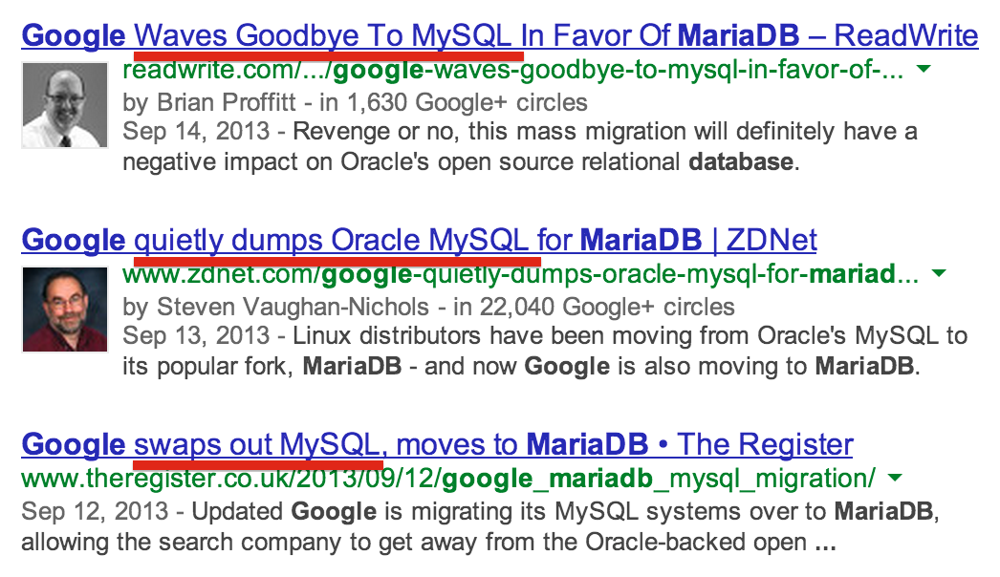 Google Waves Goodbye To MySQL In Favor Of MariaDB – ReadWrite
readwrite.com/.../google-waves-goodbye-to-mysql-in-favor-of-...
by Brian Proffitt - in 1,630 Google+ circles
Sep 14, 2013 - Revenge or no, this mass migration will definitely have a
negative impact on Oracle's open source relational database.
Google quietly dumps Oracle MySQL for MariaDB | ZDNet
www.zdnet.com/google-quietly-dumps-oracle-mysql-for-mariad...
by Steven Vaughan-Nichols - in 22,040 Google+ circles
Sep 13, 2013 - Linux distributors have been moving from Oracle's MySQL to
its popular fork, MariaDB - and now Google is also moving to MariaDB.
Google swaps out MySQL, moves to MariaDB • The Register
www.theregister.co.uk/2013/09/12/google_mariadb_mysql_migration/
Sep 12, 2013 - Updated Google is migrating its MySQL systems over to MariaDB,
allowing the search company to get away from the Oracle-backed open ...